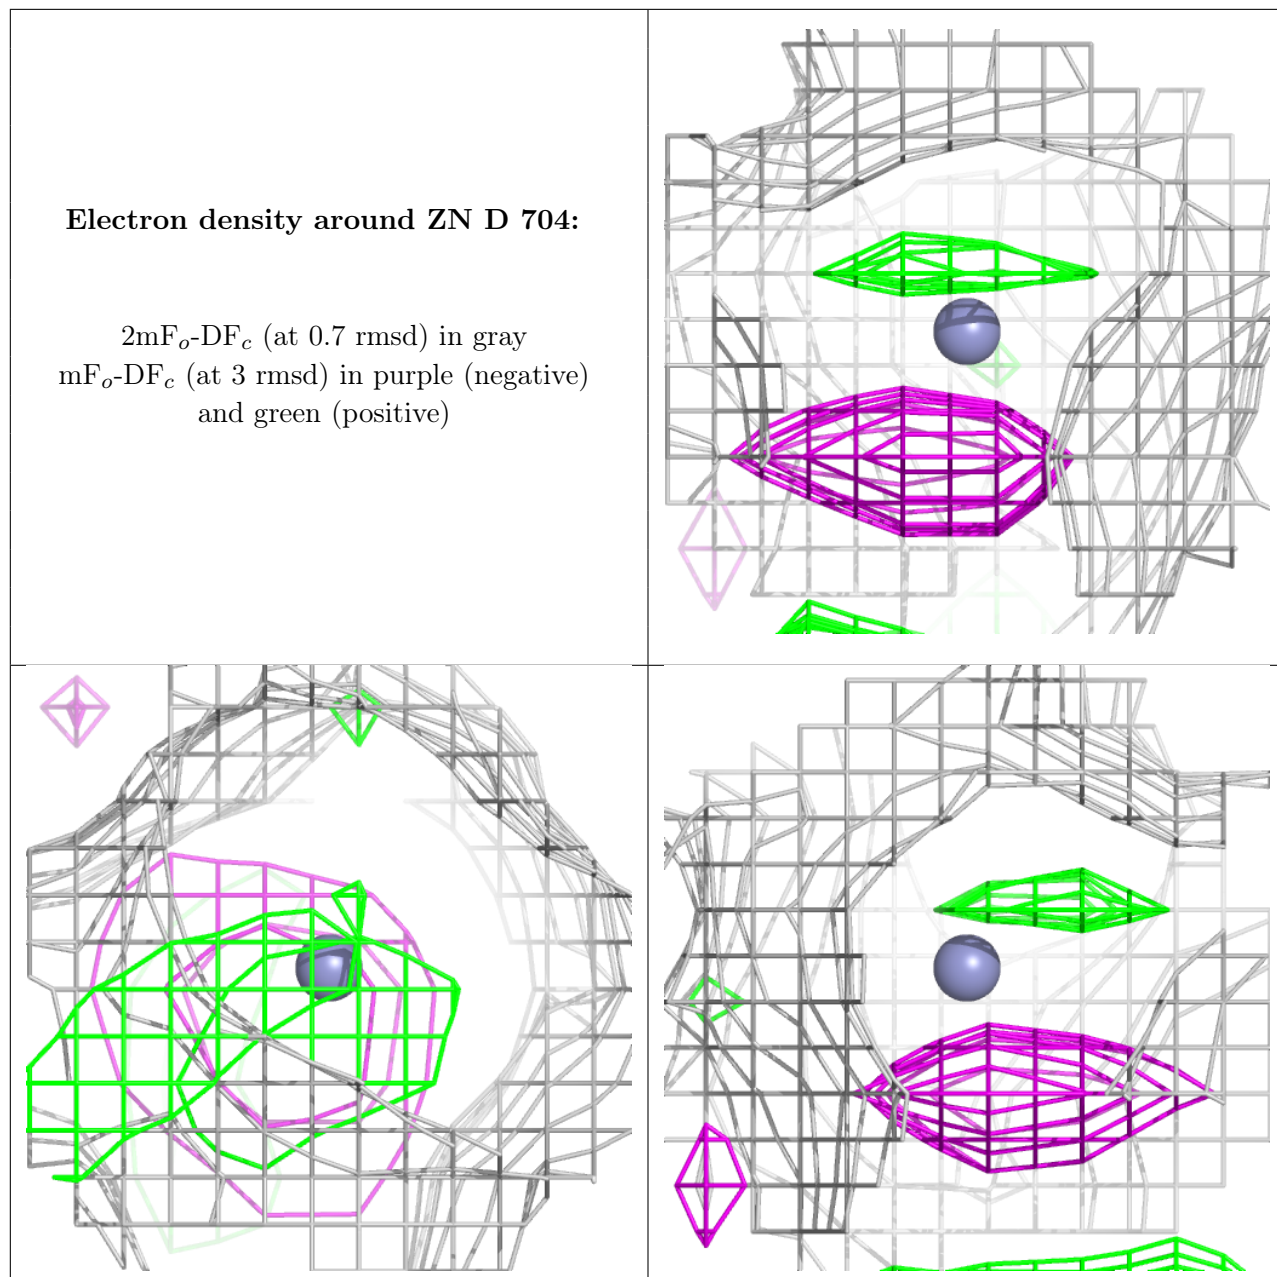 Electron density around ZN D 704:
2mFo-DFc (at 0.7 rmsd) in gray
mFo-DFc (at 3 rmsd) in purple (negative)
and green (positive)